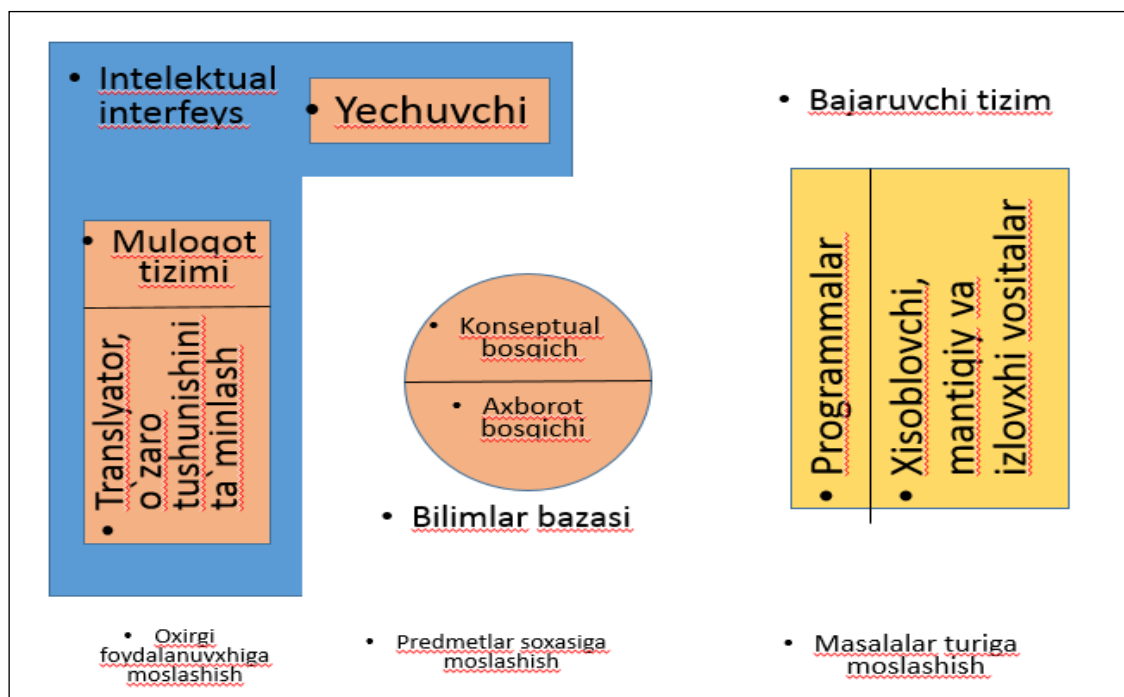 • Intelektual
interfeys
• Yechuvchi
• Bajaruvchi tizim
• Muloqot
tizimi
• Translyator,
o`zaro
tushunishini
ta`minlash
• Konseptual
bosqich
• Axborot
bosqichi
• Bilimlar bazasi
• Programmalar
• Xisoblovchi,
mantiqiy va
izlovxhi vositalar
• Oxirgi
foydalanuvxhiga
moslashish
• Predmetlar soxasiga
moslashish
• Masalalar turiga
moslashish